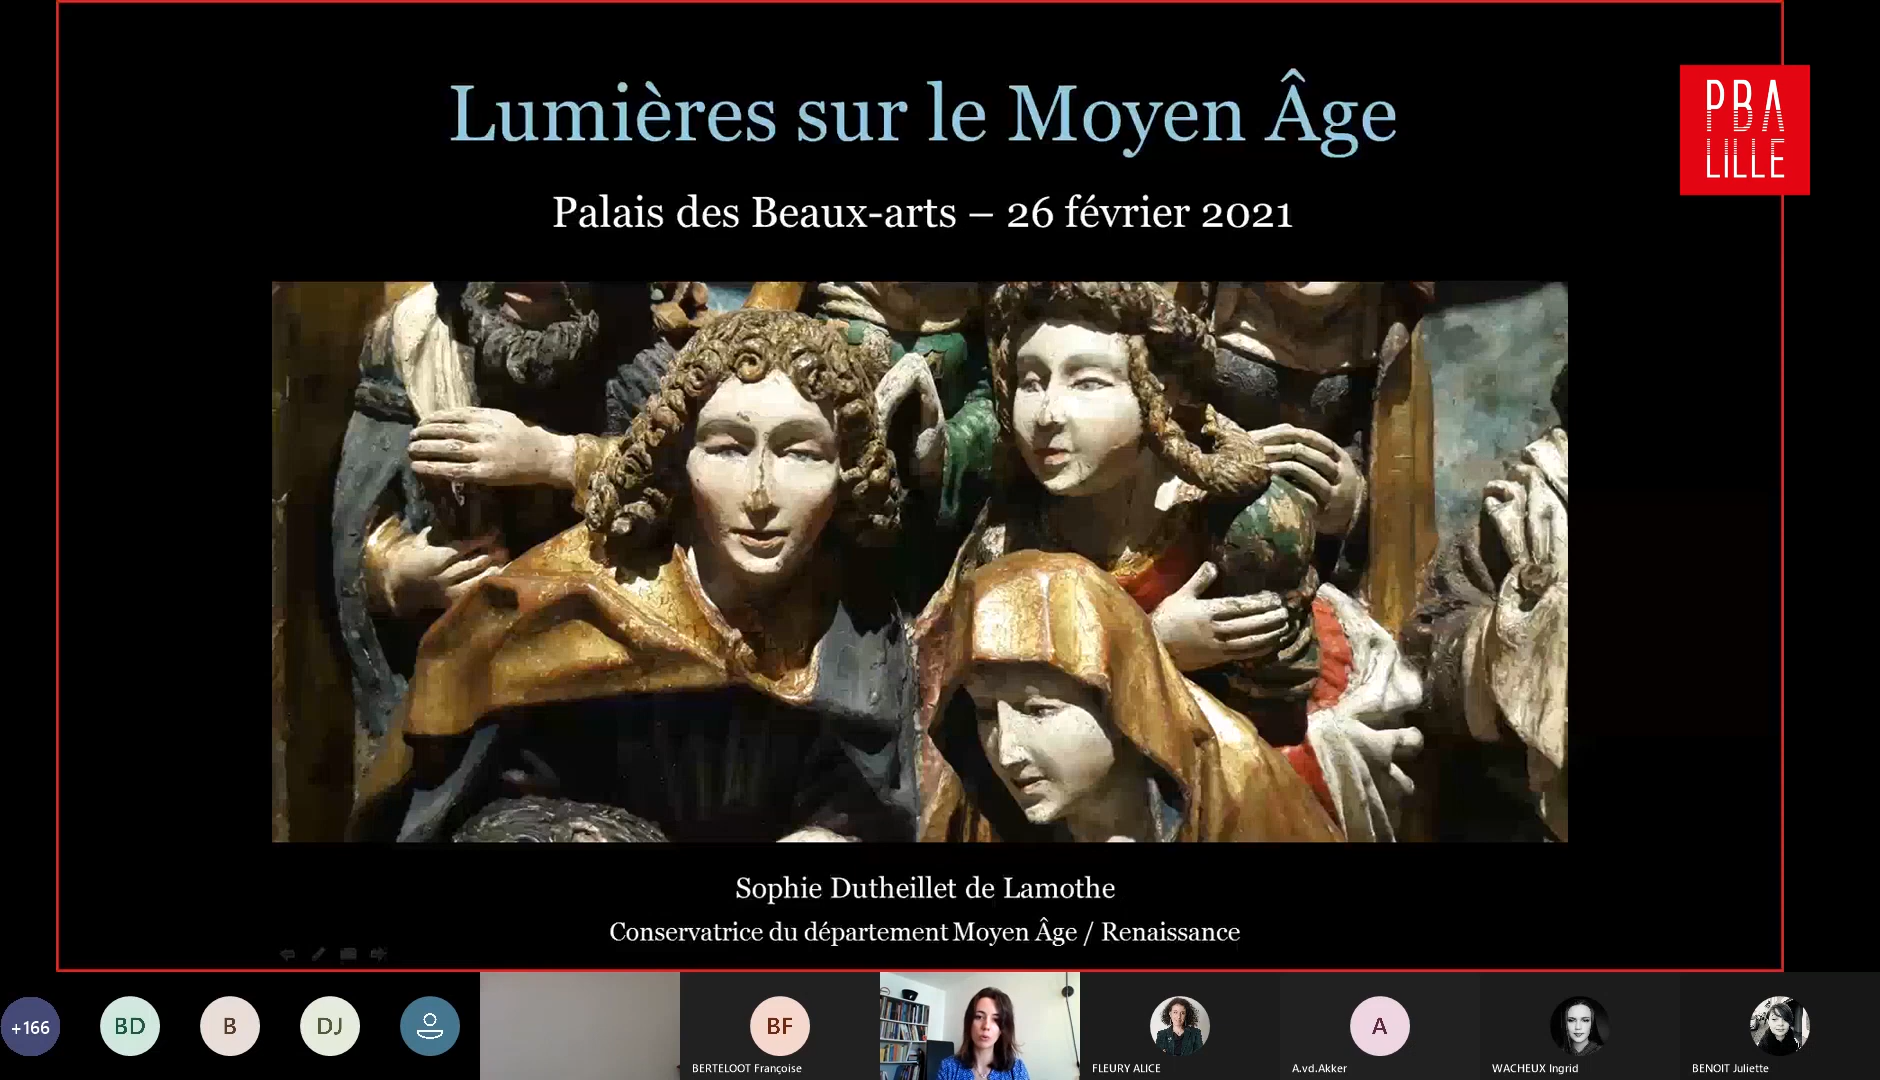 Lumières sur le Moyen Âge
PBA
LILLE
Palais des Beaux-arts – 26 février 2021
Sophie Dutheillet de Lamothe
Conservatrice du département Moyen Âge / Renaissance
+166
BD
B
DJ
BF
BERTELOOT Françoise
FLEURY ALICE
A
A.vd.Akker
WACHEUX Ingrid
BENOIT Juliette